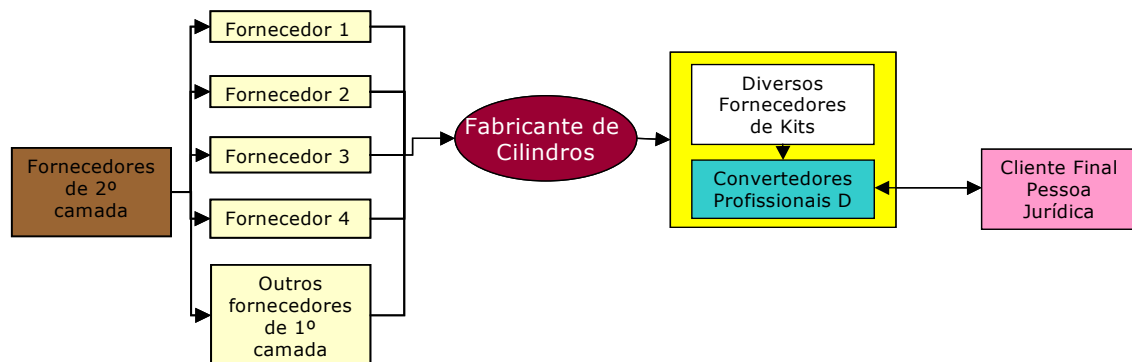 Fornecedores
de 2º
camada
Fornecedor 1
Fornecedor 2
Fornecedor 3
Fornecedor 4
Outros
fornecedores
de 1º
camada
Fabricante de
Cilindros
Diversos
Fornecedores
de Kits
Convertedores
Profissionais D
Cliente Final
Pessoa
Jurídica